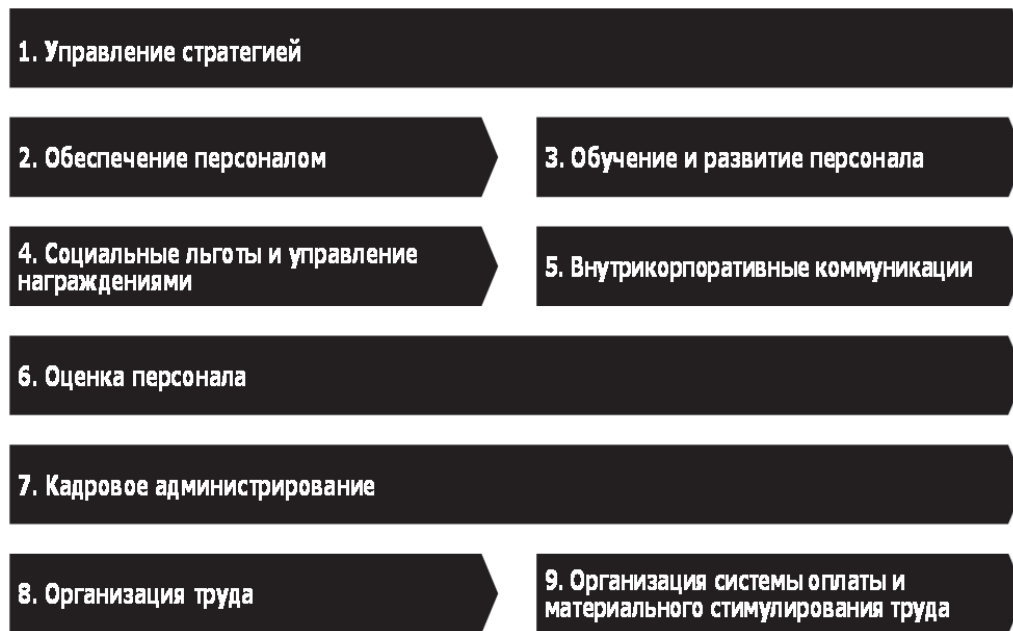 1. Управление стратегией
2. Обеспечение персоналом
3. Обучение и развитие персонала
4. Социальные льготы и управление
награждениями
5. Внутрикорпоративные коммуникации
6. Оценка персонала
7. Кадровое администрирование
8. Организация труда
9. Организация системы оплаты и
материального стимулирования труда